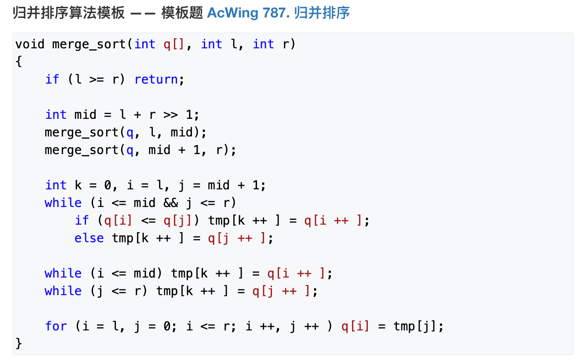 归并排序算法模板 —— 模板题 AcWing 787. 归并排序
void merge_sort(int q[], int l, int r)
{
    if (l >= r) return;

    int mid = l + r >> 1;
    merge_sort(q, l, mid);
    merge_sort(q, mid + 1, r);

    int k = 0, i = l, j = mid + 1;
    while (i <= mid && j <= r)
        if (q[i] <= q[j]) tmp[k ++ ] = q[i ++ ];
        else tmp[k ++ ] = q[j ++ ];

    while (i <= mid) tmp[k ++ ] = q[i ++ ];
    while (j <= r) tmp[k ++ ] = q[j ++ ];

    for (i = l, j = 0; i <= r; i ++, j ++ ) q[i] = tmp[j];
}